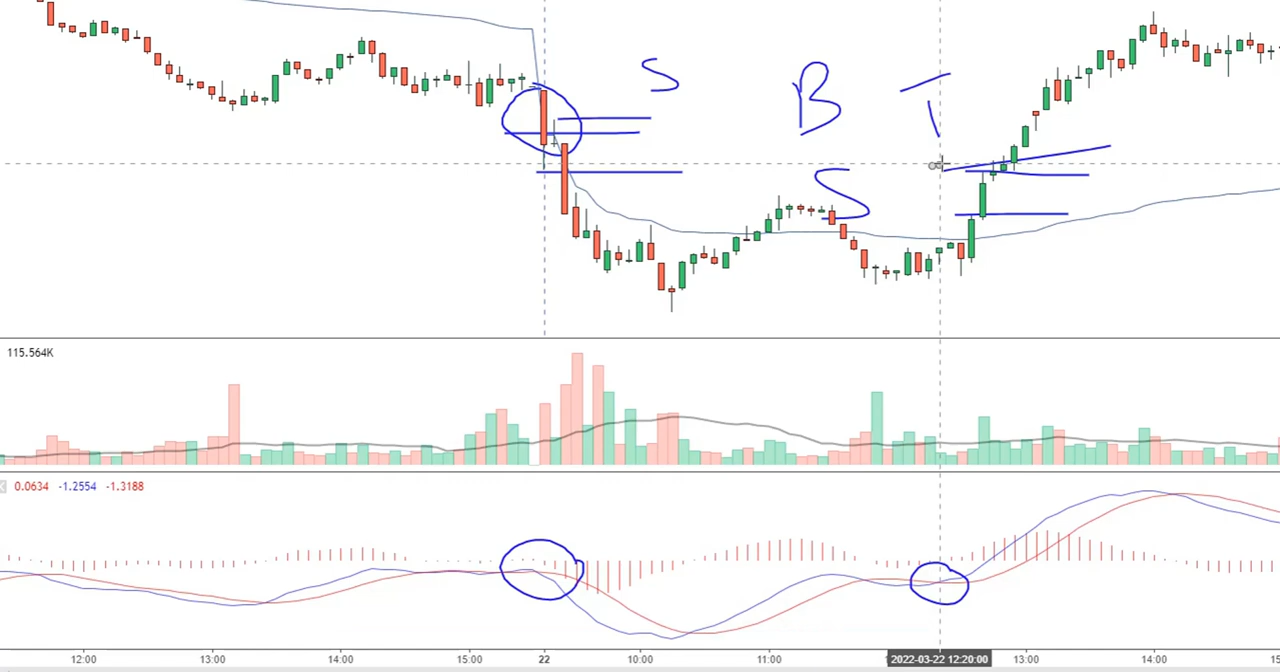 S B T
S
115.564K
0.0634 -1.2554 -1.3188
12:00 13:00 14:00 15:00 22 10:00 11:00 2022-03-22 12:20:00 13:00 14:00